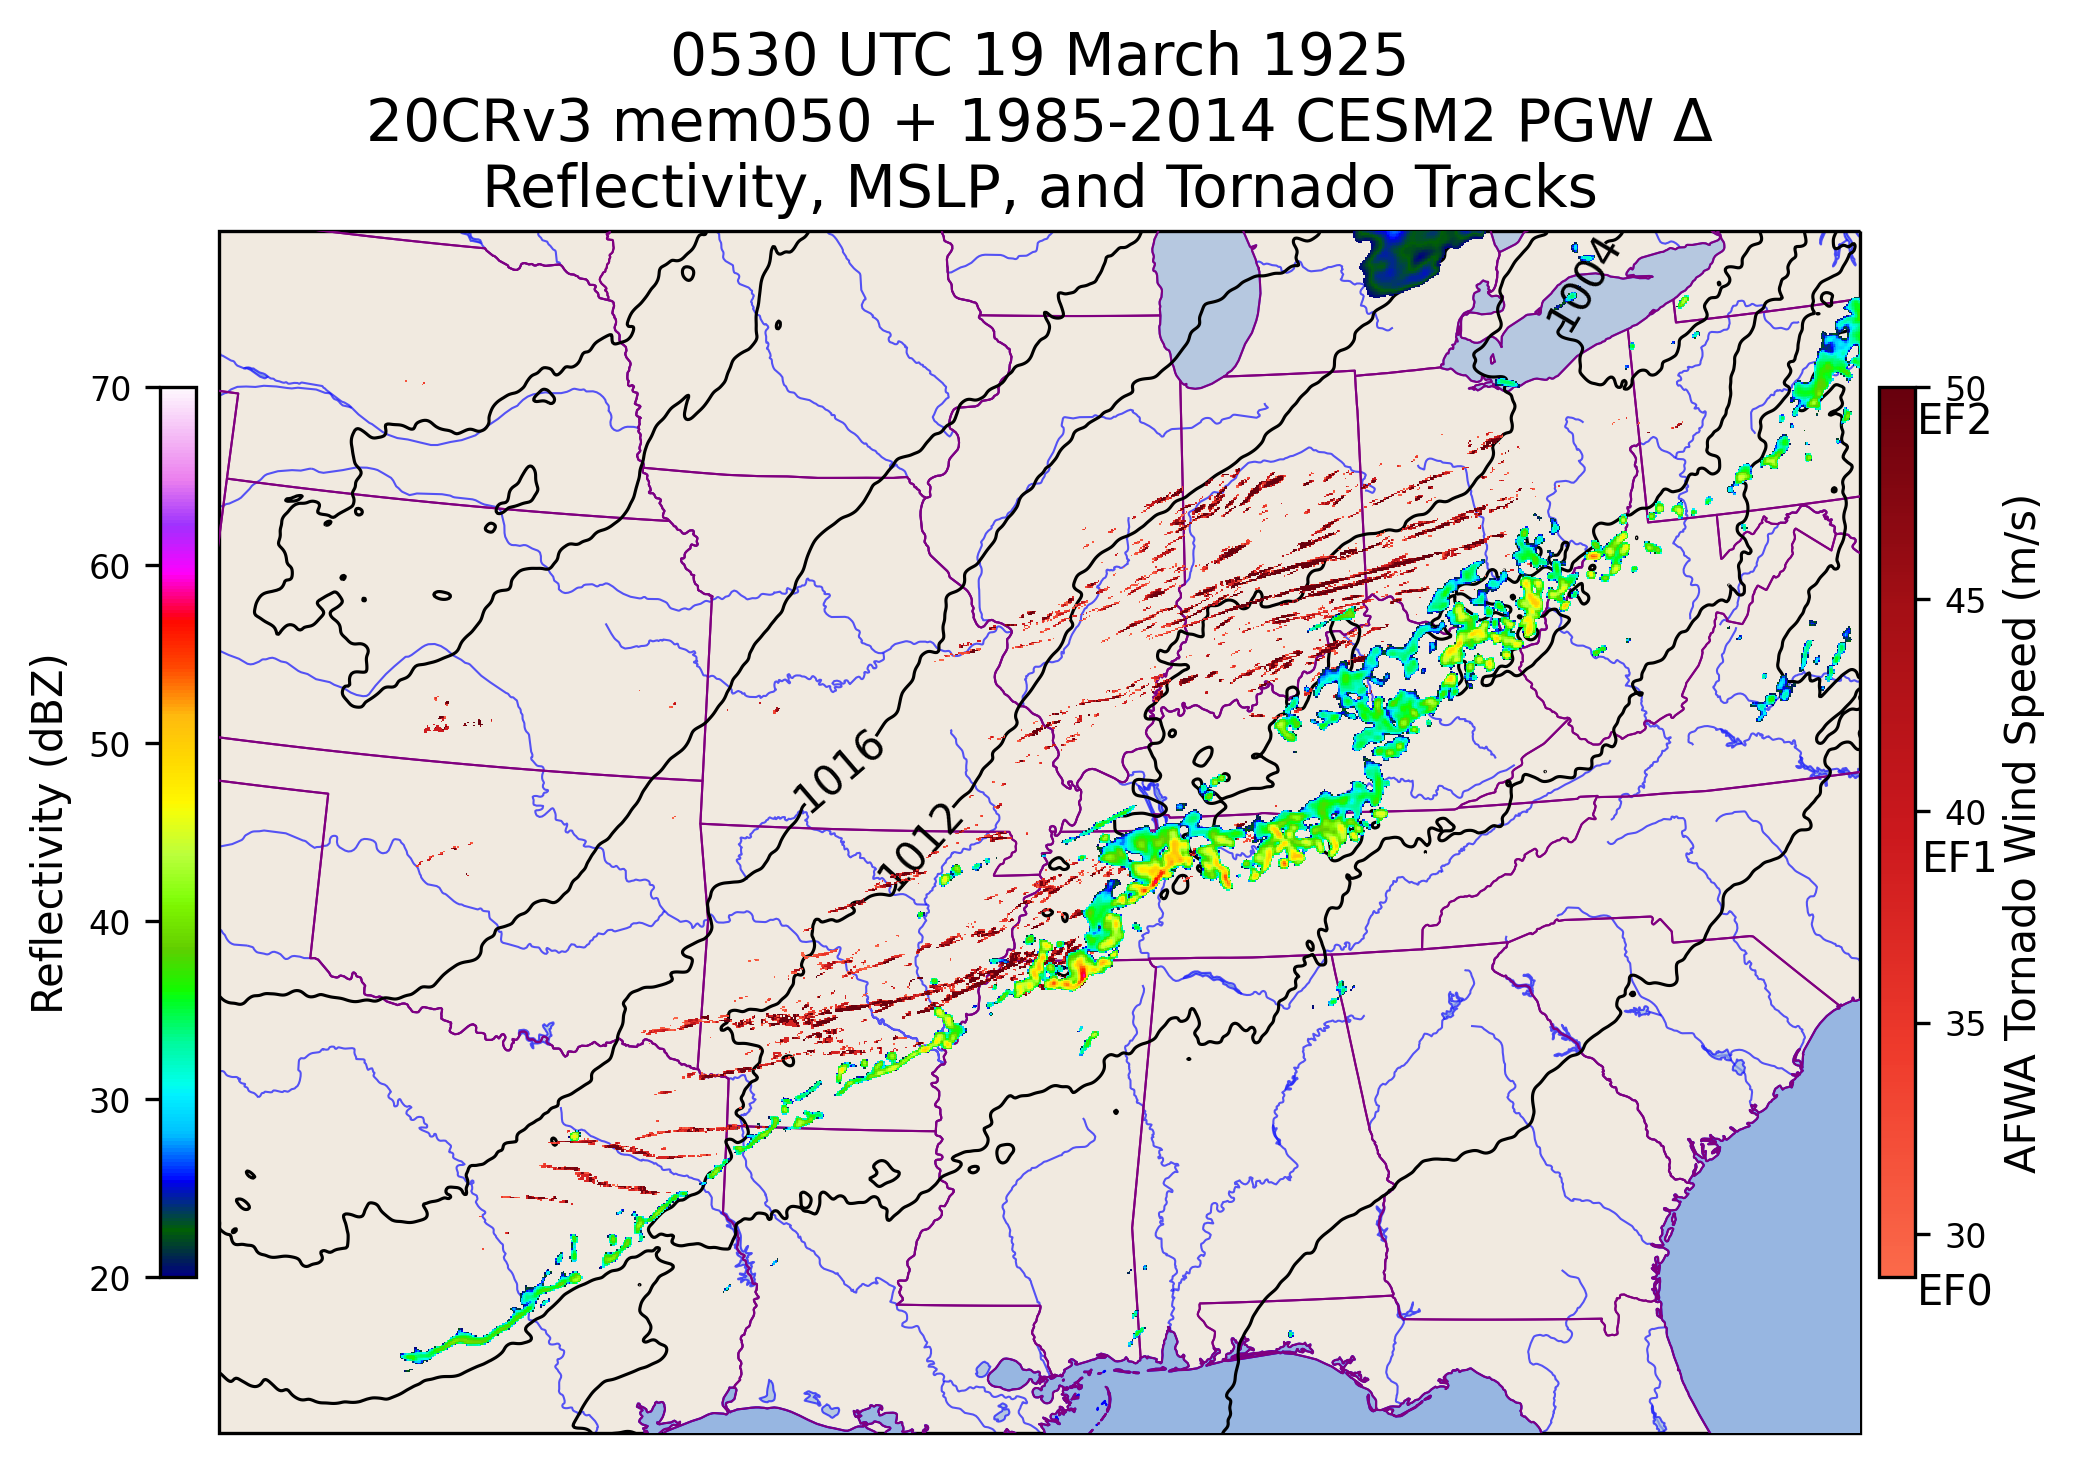 0530 UTC 19 March 1925
20CRv3 mem050 + 1985-2014 CESM2 PGW Δ
Reflectivity, MSLP, and Tornado Tracks
70
60
50
40
30
20
Reflectivity (dBZ)
1004
1016
1012
50
EF2
45
40
EF1
35
30
EF0
AFWA Tornado Wind Speed (m/s)